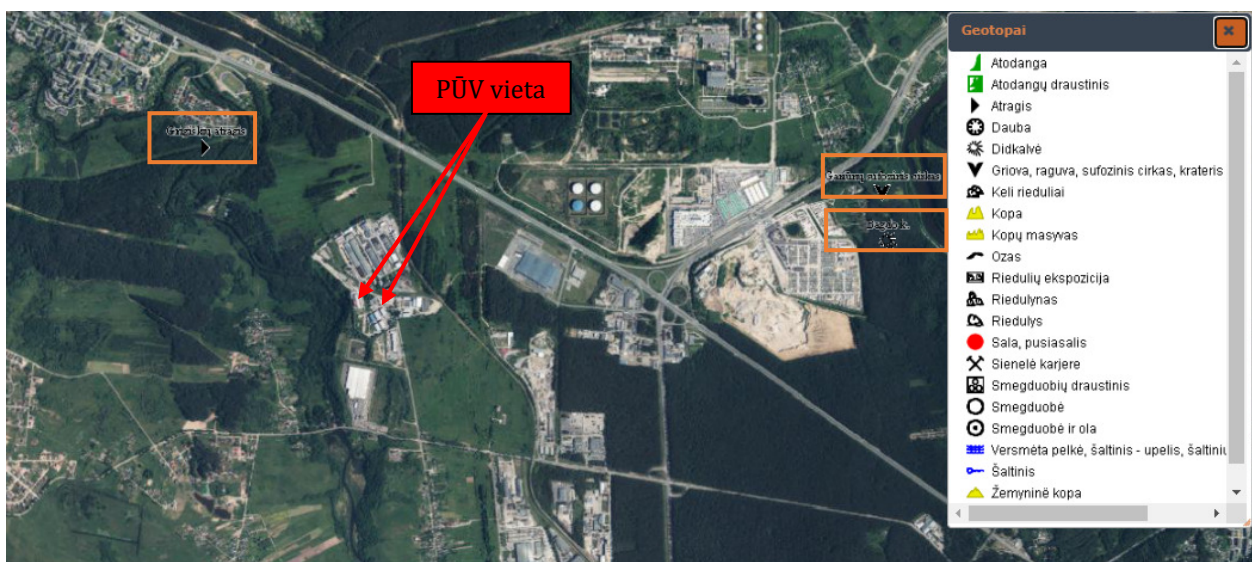 PŪV vieta
Geotopai
Atodanga
Atodangų draustinis
Atragis
Dauba
Didkalvė
Griova, raguva, sufozinis cirkas, krateris
Keli rieduliai
Kopa
Kopų masyvas
Ozas
Riedulių ekspozicija
Riedulynas
Riedulys
Sala, pusiasalis
Sienelė karjere
Smegduobių draustinis
Smegduobė
Smegduobė ir ola
Versmėta pelkė, šaltinis - upelis, šaltiniu
Šaltinis
Žemyninė kopa